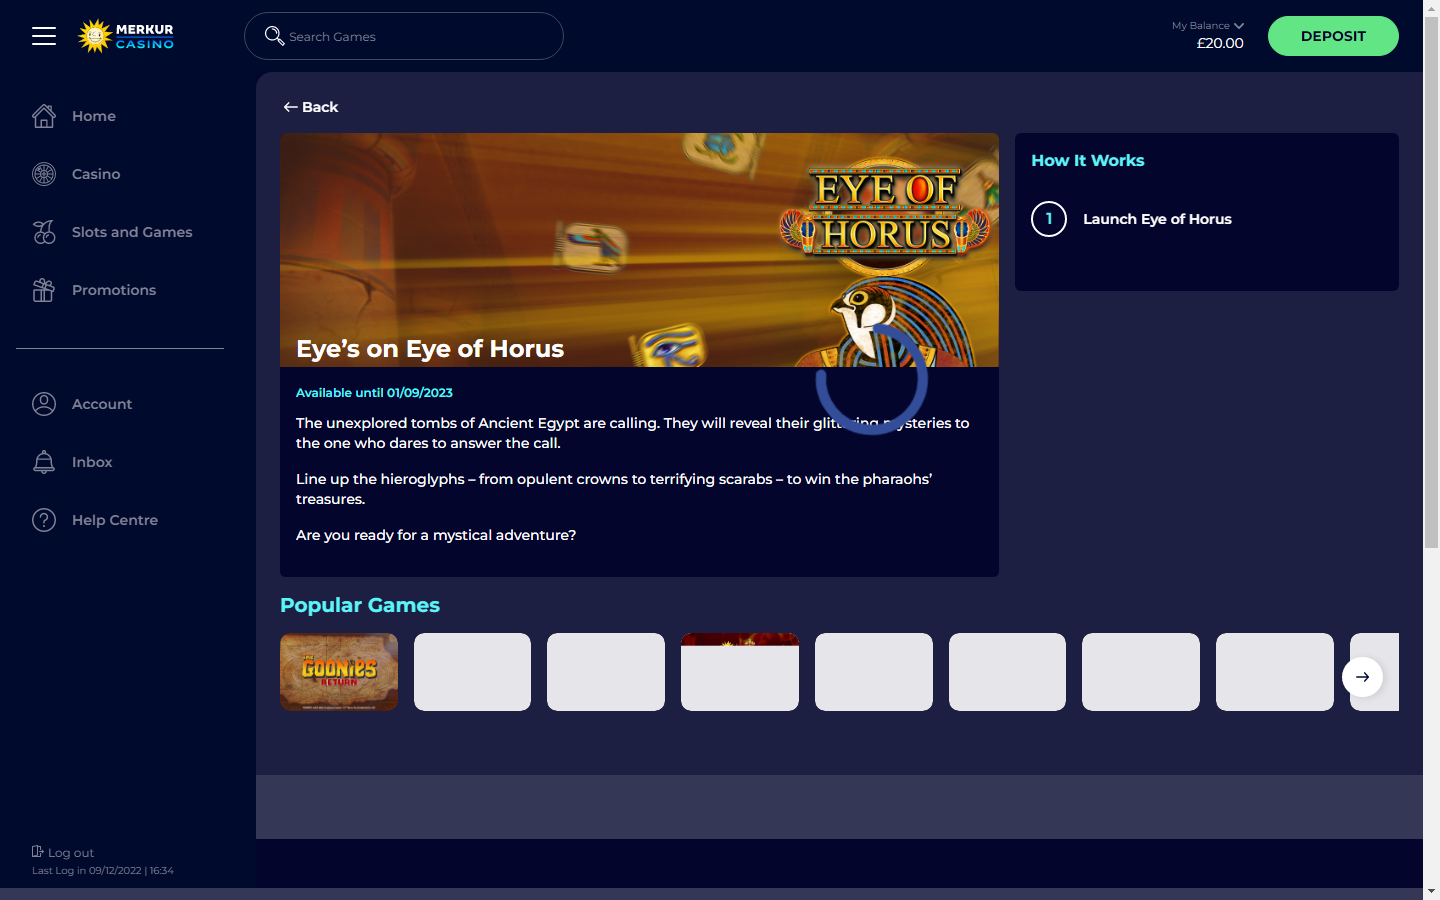 MERKUR
CASINO
Search Games
My Balance
£20.00
DEPOSIT
Home
Casino
Slots and Games
Promotions
Account
Inbox
Help Centre
Log out
Last Log in 09/12/2022 | 16:34
Back
EYE OF
HORUS
Eye’s on Eye of Horus
Available until 01/09/2023
The unexplored tombs of Ancient Egypt are calling. They will reveal their glittering mysteries to
the one who dares to answer the call.
Line up the hieroglyphs – from opulent crowns to terrifying scarabs – to win the pharaohs’
treasures.
Are you ready for a mystical adventure?
How It Works
1
Launch Eye of Horus
Popular Games
THE
GOONIES
RETURN